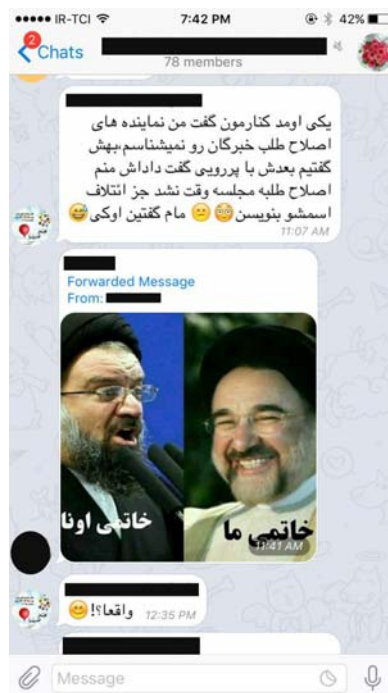 IR-TCI
7:42 PM
42%
2
Chats
78 members
یکی اومد کنارمون گفت من نماینده های
اصلاح طلب خبرگان رو نمیشناسم،بهش
گفتیم بعدش با پررویی گفت داداش منم
اصلاح طلبه مجلسه وقت نشد جز ائتلاف
اسمشو بنویسن😳😕 مام گفتین اوکی😅
11:07 AM
Forwarded Message
From:
خاتمی اونا
خاتمی ما
11:41 AM
واقعا؟!😊
12:35 PM
Message